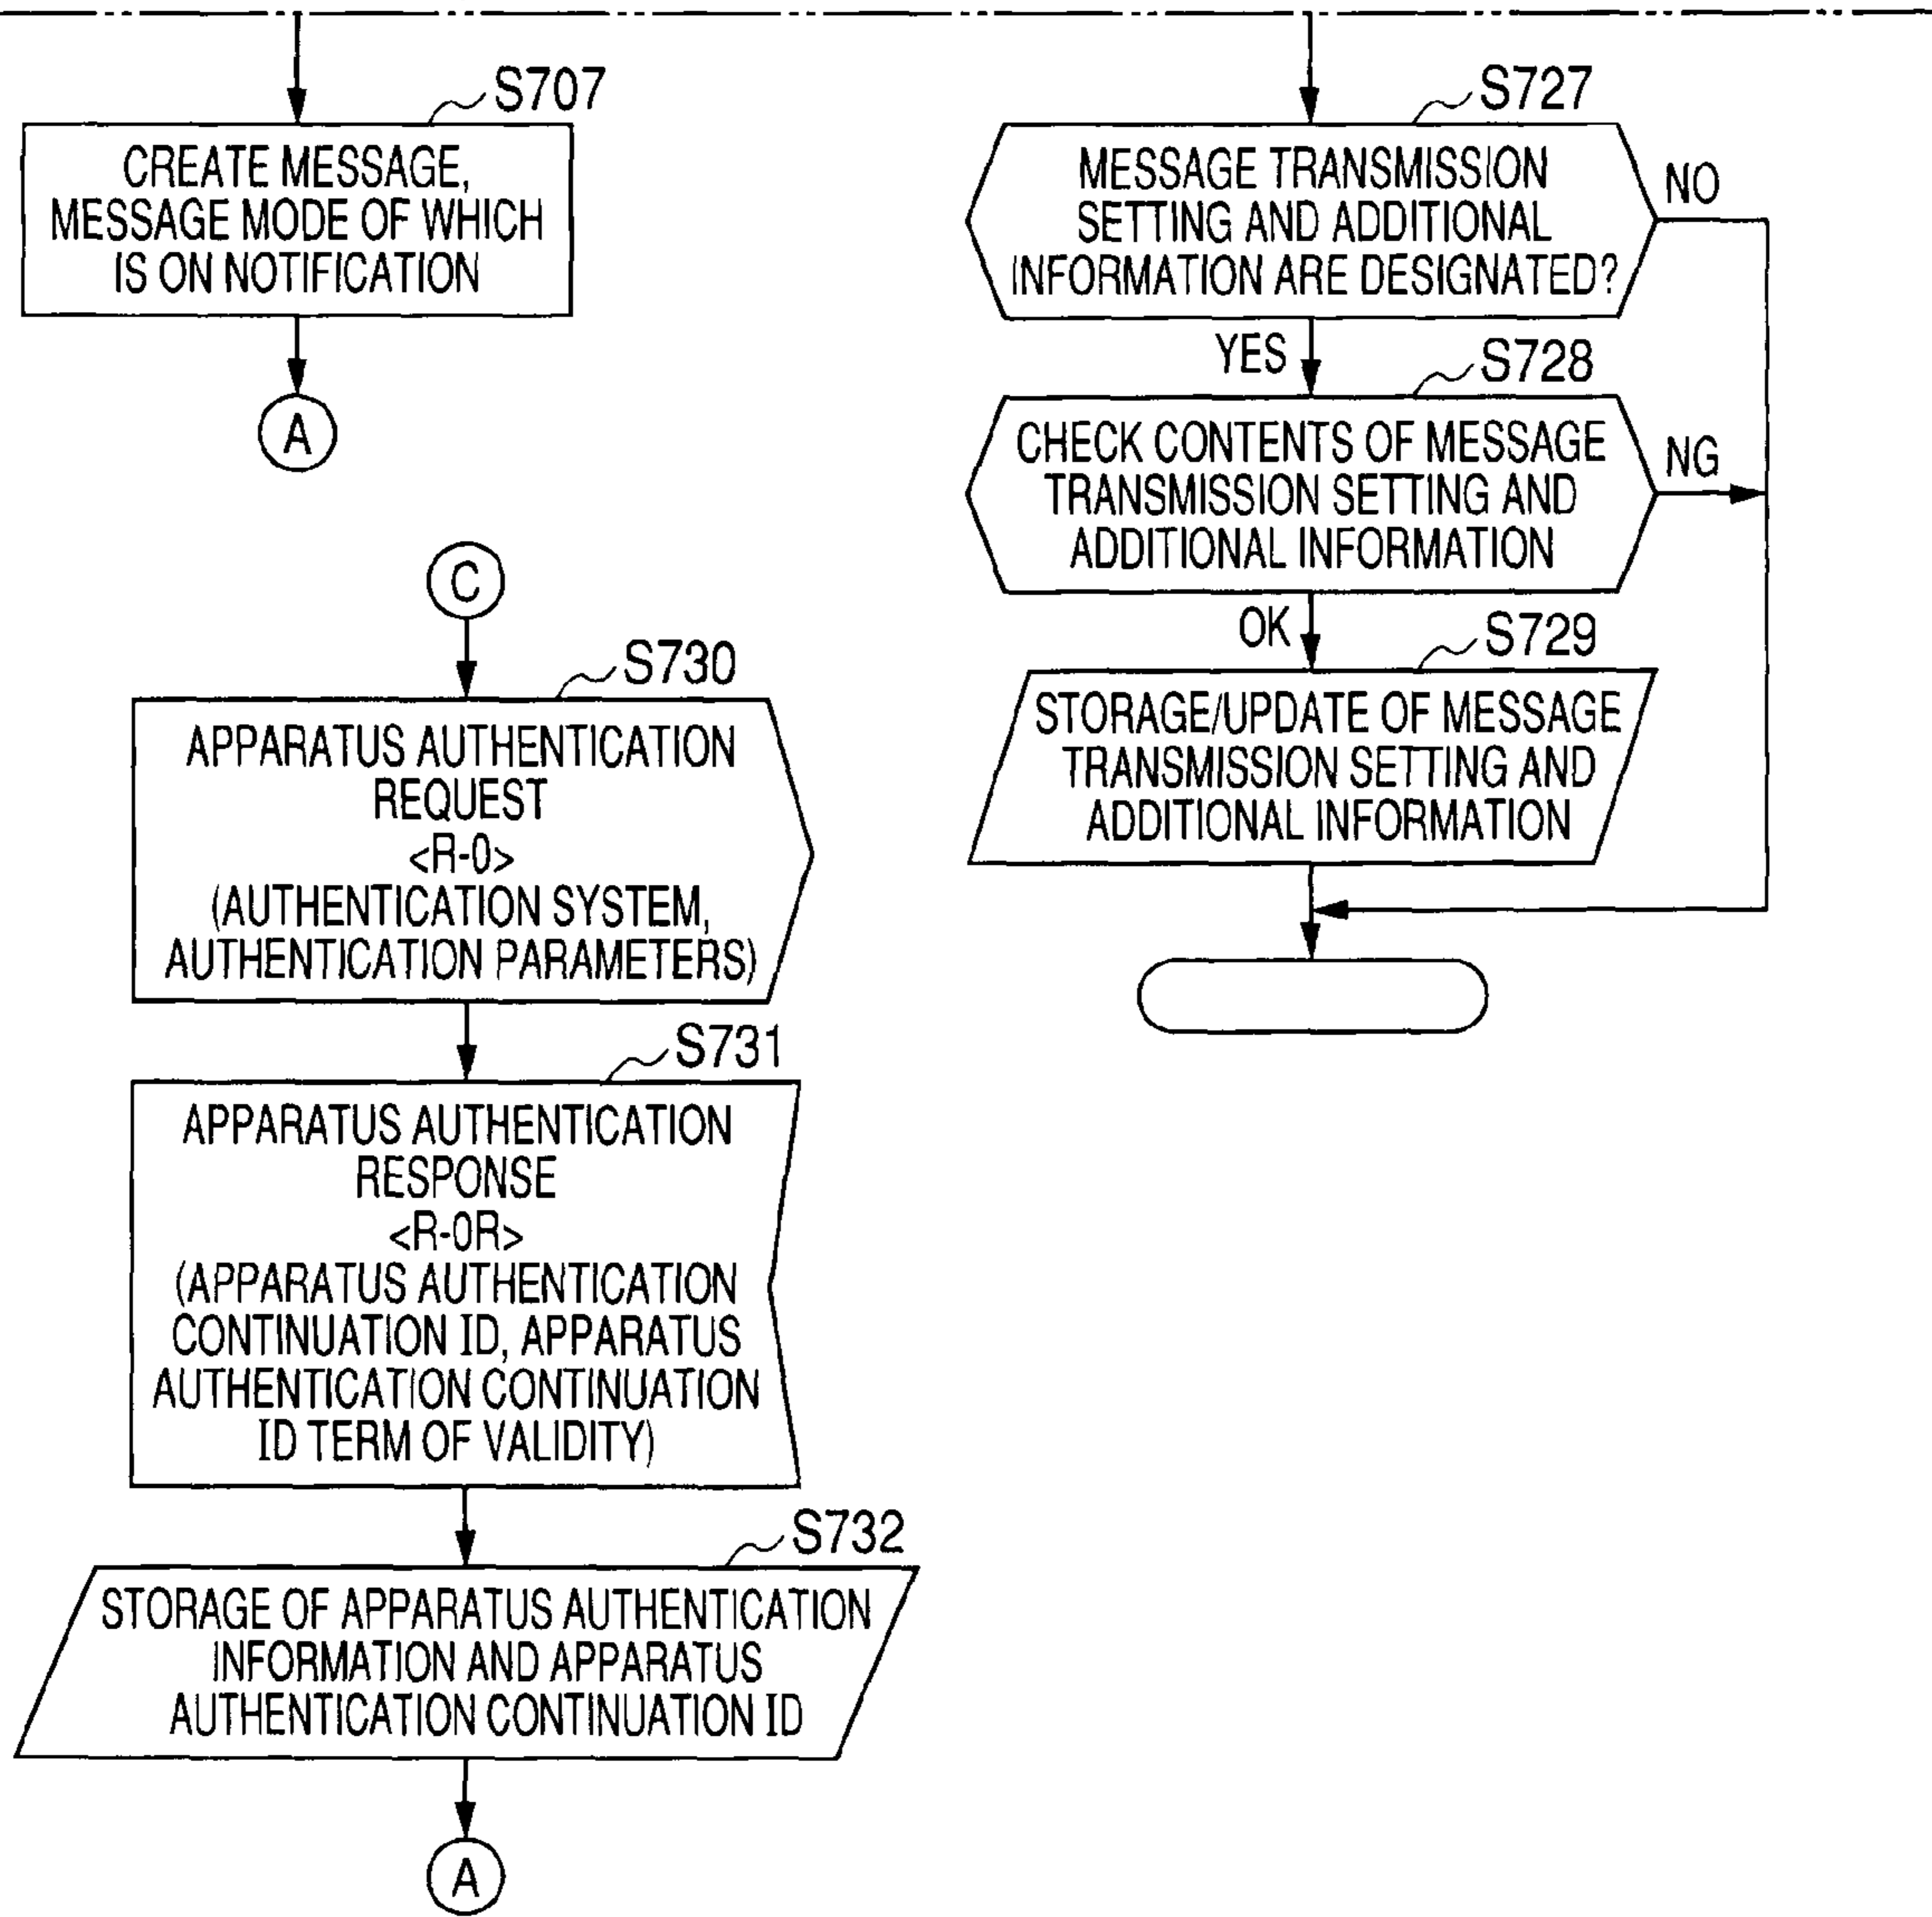 S707
CREATE MESSAGE,
MESSAGE MODE OF WHICH
IS ON NOTIFICATION
A
C
S730
APPARATUS AUTHENTICATION
REQUEST
<R-0>
(AUTHENTICATION SYSTEM,
AUTHENTICATION PARAMETERS)
S731
APPARATUS AUTHENTICATION
RESPONSE
<R-0R>
(APPARATUS AUTHENTICATION
CONTINUATION ID, APPARATUS
AUTHENTICATION CONTINUATION
ID TERM OF VALIDITY)
S732
STORAGE OF APPARATUS AUTHENTICATION
INFORMATION AND APPARATUS
AUTHENTICATION CONTINUATION ID
A
S727
MESSAGE TRANSMISSION
SETTING AND ADDITIONAL
INFORMATION ARE DESIGNATED?
NO
YES
S728
CHECK CONTENTS OF MESSAGE
TRANSMISSION SETTING AND
ADDITIONAL INFORMATION
NG
OK
S729
STORAGE/UPDATE OF MESSAGE
TRANSMISSION SETTING AND
ADDITIONAL INFORMATION